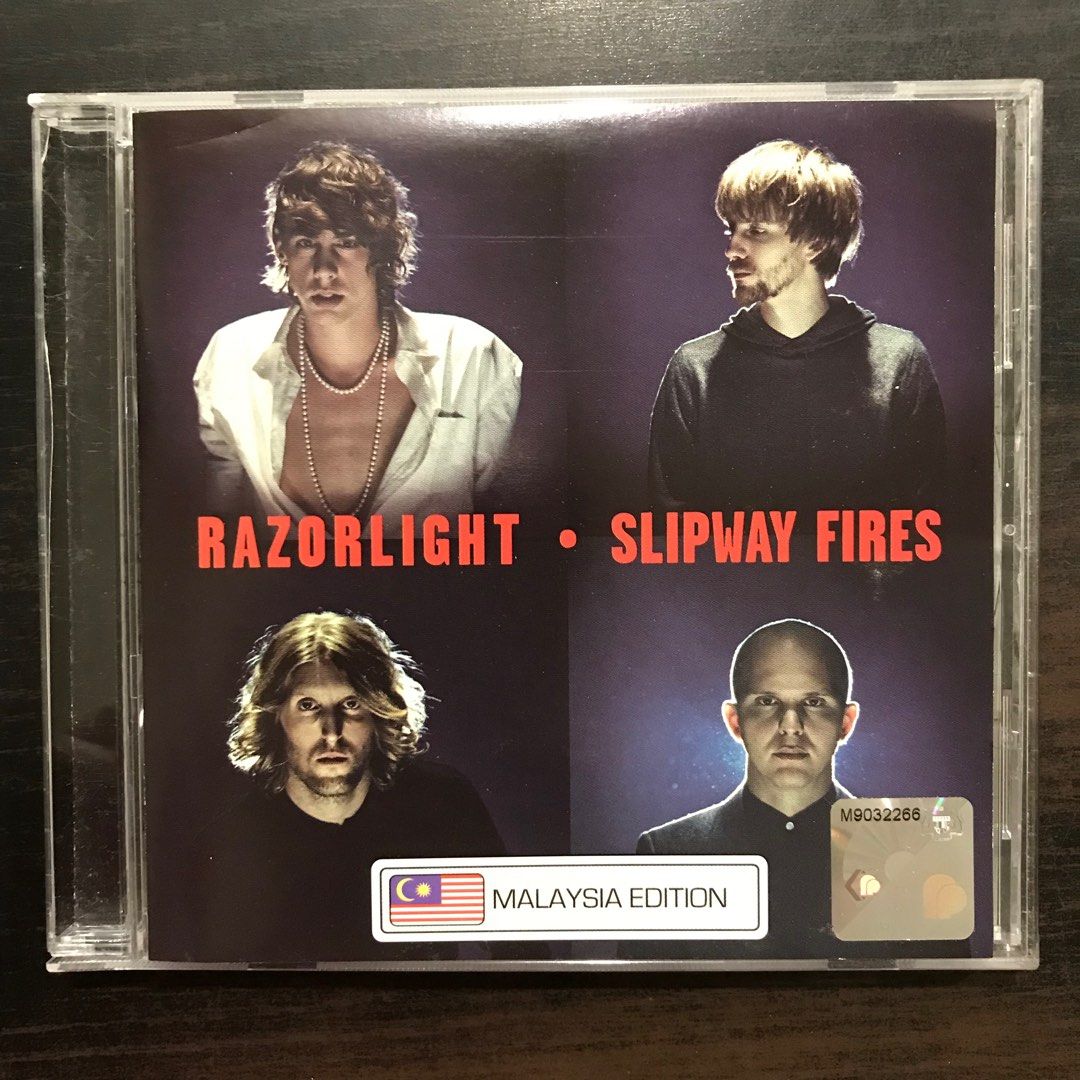 RAZORLIGHT • SLIPWAY FIRES
MALAYSIA EDITION
M9032266